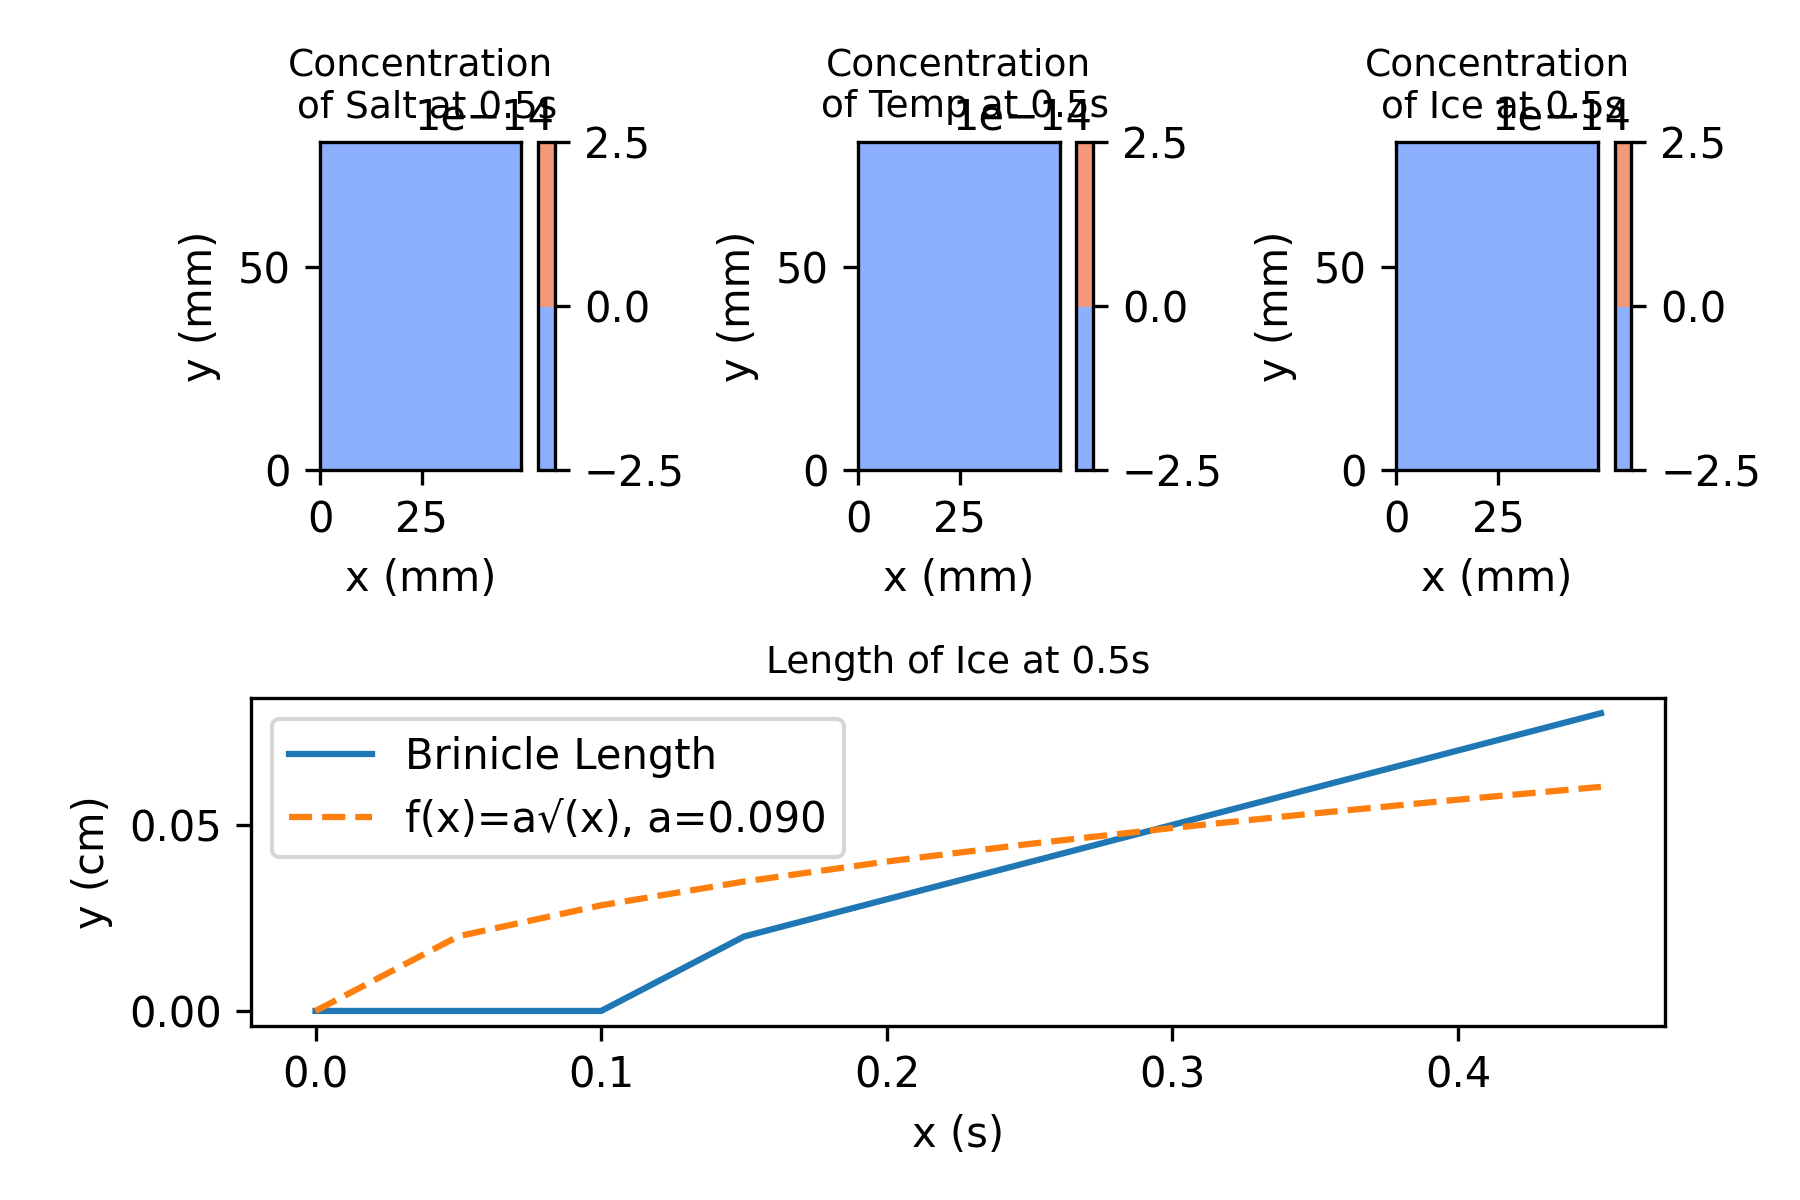 Concentration
of Salt at 0.5s
1e−14
2.5
0.0
−2.5
50
0
y (mm)
0 25
x (mm)
Concentration
of Temp at 0.5s
1e−14
2.5
0.0
−2.5
50
0
y (mm)
0 25
x (mm)
Concentration
of Ice at 0.5s
1e−14
2.5
0.0
−2.5
50
0
y (mm)
0 25
x (mm)
Length of Ice at 0.5s
Brinicle Length
f(x)=a√(x), a=0.090
y (cm)
0.05
0.00
0.0 0.1 0.2 0.3 0.4
x (s)